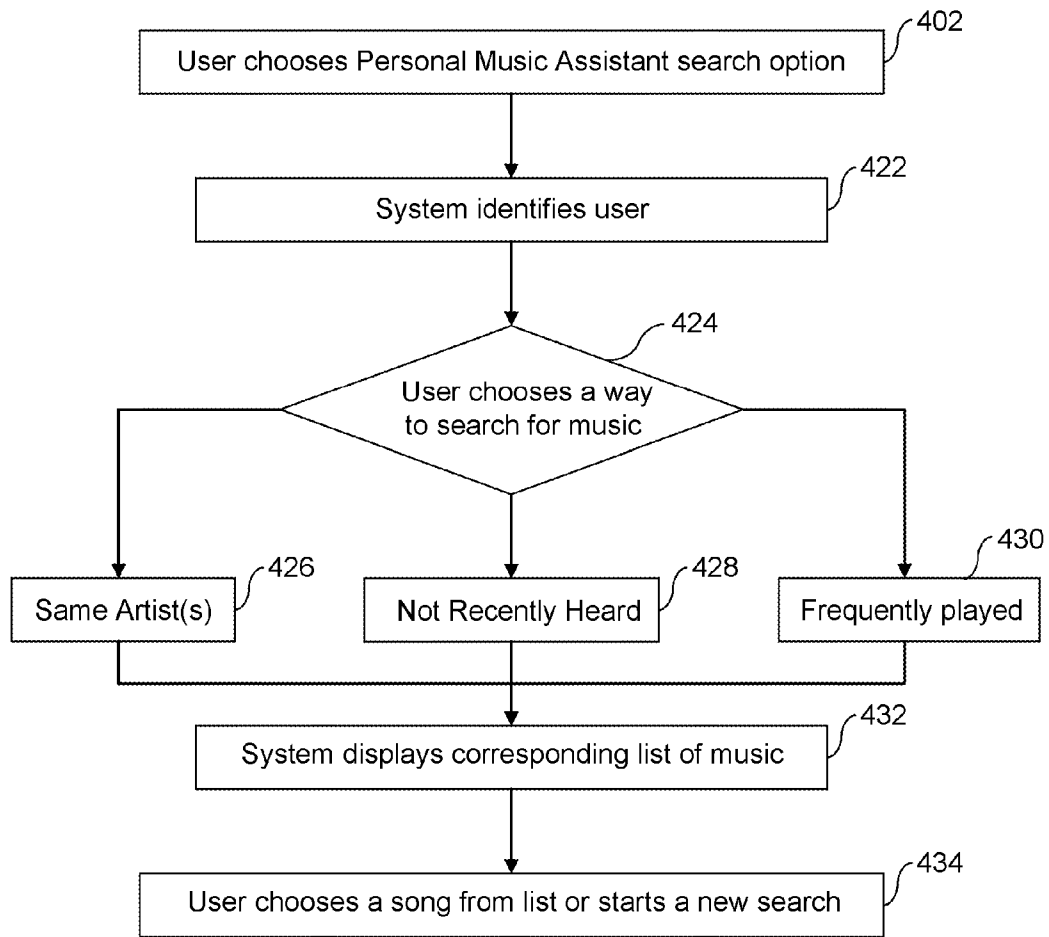 402
User chooses Personal Music Assistant search option
422
System identifies user
424
User chooses a way
to search for music
426
Same Artist(s)
428
Not Recently Heard
430
Frequently played
432
System displays corresponding list of music
434
User chooses a song from list or starts a new search